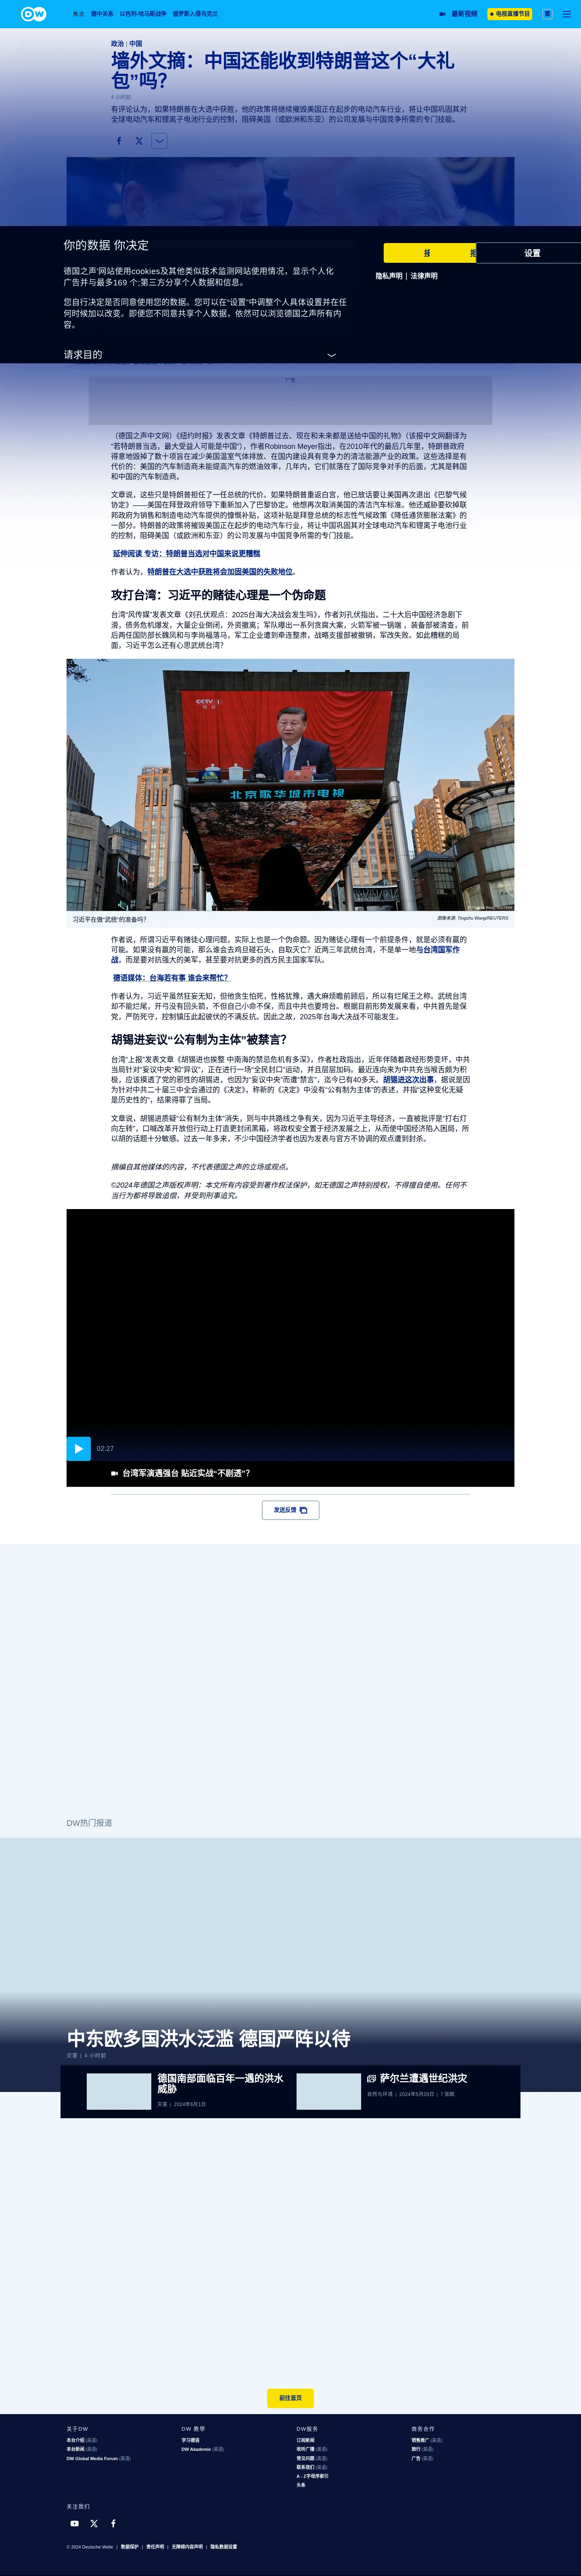 DW
焦点 德中关系 以色列-哈马斯战争 俄罗斯入侵乌克兰 最新视频 电视直播节目 繁
政治 | 中国
墙外文摘：中国还能收到特朗普这个“大礼
包”吗？
4 小时前
有评论认为，如果特朗普在大选中获胜，他的政策将继续摧毁美国正在起步的电动汽车行业，将让中国巩固其对
全球电动汽车和锂离子电池行业的控制，阻碍美国（或欧洲和东亚）的公司发展与中国竞争所需的专门技能。
你的数据 你决定
设置
隐私声明 | 法律声明
德国之声'网站使用cookies及其他类似技术监测网站使用情况，显示个人化
广告并与最多169 个;第三方分享个人数据和信息。
您自行决定是否同意使用您的数据。您可以在“设置”中调整个人具体设置并在任
何时候加以改变。即便您不同意共享个人数据，依然可以浏览德国之声所有内
容。
请求目的
广告
（德国之声中文网）《纽约时报》发表文章《特朗普过去、现在和未来都是送给中国的礼物》（该报中文网翻译为
“若特朗普当选，最大受益人可能是中国”），作者Robinson Meyer指出，在2010年代的最后几年里，特朗普政府
得意地毁掉了数十项旨在减少美国温室气体排放、在国内建设具有竞争力的清洁能源产业的政策。这些选择是有
代价的：美国的汽车制造商未能提高汽车的燃油效率，几年内，它们就落在了国际竞争对手的后面，尤其是韩国
和中国的汽车制造商。
文章说，这些只是特朗普担任了一任总统的代价。如果特朗普重返白宫，他已放话要让美国再次退出《巴黎气候
协定》——美国在拜登政府领导下重新加入了巴黎协定。他想再次取消美国的清洁汽车标准。他还威胁要砍掉联
邦政府为电动汽车和锂电池制造厂提供的慷慨补贴，这项补贴是拜登总统的标志性气候政策《降低通货膨胀法案》的
一部分。特朗普的政策将摧毁美国正在起步的电动汽车行业，将让中国巩固其对全球电动汽车和锂离子电池行业
的控制，阻碍美国（或欧洲和东亚）的公司发展与中国竞争所需的专门技能。
延伸阅读 专访：特朗普当选对中国来说更糟糕
作者认为，特朗普在大选中获胜将会加固美国的失败地位。
攻打台湾：习近平的赌徒心理是一个伪命题
台湾“风传媒”发表文章《刘孔伏观点：2025台海大决战会发生吗》，作者刘孔伏指出，二十大后中国经济急剧下
滑，债务危机爆发，大量企业倒闭，外资撤离；军队曝出一系列贪腐大案，火箭军被一锅端 ，装备部被清查，前
后两任国防部长魏凤和与李尚福落马，军工企业遭到牵连整肃，战略支援部被撤销，军改失败。如此糟糕的局
面，习近平怎么还有心思武统台湾？
CCTV 1
北京歌华城市电视
习近平在做“武统”的准备吗？
图像来源: Tingshu Wang/REUTERS
作者说，所谓习近平有赌徒心理问题，实际上也是一个伪命题。因为赌徒心理有一个前提条件，就是必须有赢的
可能。如果没有赢的可能，那么谁会去鸡旦碰石头，自取灭亡？近两三年武统台湾，不是单一地与台湾国军作
战，而是要对抗强大的美军，甚至要对抗更多的西方民主国家军队。
德语媒体：台海若有事 谁会来帮忙？
作者认为，习近平虽然狂妄无知，但他贪生怕死，性格犹豫，遇大麻烦瞻前顾后，所以有烂尾王之称。武统台湾
却不能烂尾，开弓没有回头箭，不但自己小命不保，而且中共也要垮台。根据目前形势发展来看，中共首先是保
党，严防死守，控制镇压此起彼伏的不满反抗。因此之故，2025年台海大决战不可能发生。
胡锡进妄议“公有制为主体”被禁言？
台湾“上报”发表文章《胡锡进也挨整 中南海的禁忌危机有多深》，作者杜政指出，近年伴随着政经形势变坏，中共
当局针对“妄议中央”和“异议”，正在进行一场“全民封口”运动，并且层层加码。最近连向来为中共充当喉舌颇为积
极，应该摸透了党的邪性的胡锡进，也因为“妄议中央”而遭“禁言”，迄今已有40多天。胡锡进这次出事，据说是因
为针对中共二十届三中全会通过的《决定》，称新的《决定》中没有“公有制为主体”的表述，并指“这种变化无疑
是历史性的”，结果得罪了当局。
文章说，胡锡进质疑“公有制为主体”消失，则与中共路线之争有关，因为习近平主导经济，一直被批评是“打右灯
向左转”，口喊改革开放但行动上打造更封闭黑箱，将政权安全置于经济发展之上，从而使中国经济陷入困局，所
以胡的话题十分敏感。过去一年多来，不少中国经济学者也因为发表与官方不协调的观点遭到封杀。
摘编自其他媒体的内容，不代表德国之声的立场或观点。
©2024年德国之声版权声明：本文所有内容受到著作权法保护，如无德国之声特别授权，不得擅自使用。任何不
当行为都将导致追偿，并受到刑事追究。
02:27
台湾军演遇强台 贴近实战“不剧透”？
发送反馈
DW热门报道
中东欧多国洪水泛滥 德国严阵以待
灾害 | 4 小时前
德国南部面临百年一遇的洪水
威胁
灾害 | 2024年6月1日
萨尔兰遭遇世纪洪灾
自然与环境 | 2024年5月20日 | 7 张图
前往首页
关于DW
本台介绍 (英语)
本台新闻 (英语)
DW Global Media Forum (英语)
DW 教學
学习德语
DW Akademie (英语)
DW服务
订阅新闻
收听广播 (英语)
常见问题 (英语)
联系我们 (英语)
A - Z字母序索引
头条
商务合作
销售推广 (英语)
旅行 (英语)
广告 (英语)
关注我们
© 2024 Deutsche Welle | 数据保护 | 责任声明 | 无障碍内容声明 | 隐私数据设置